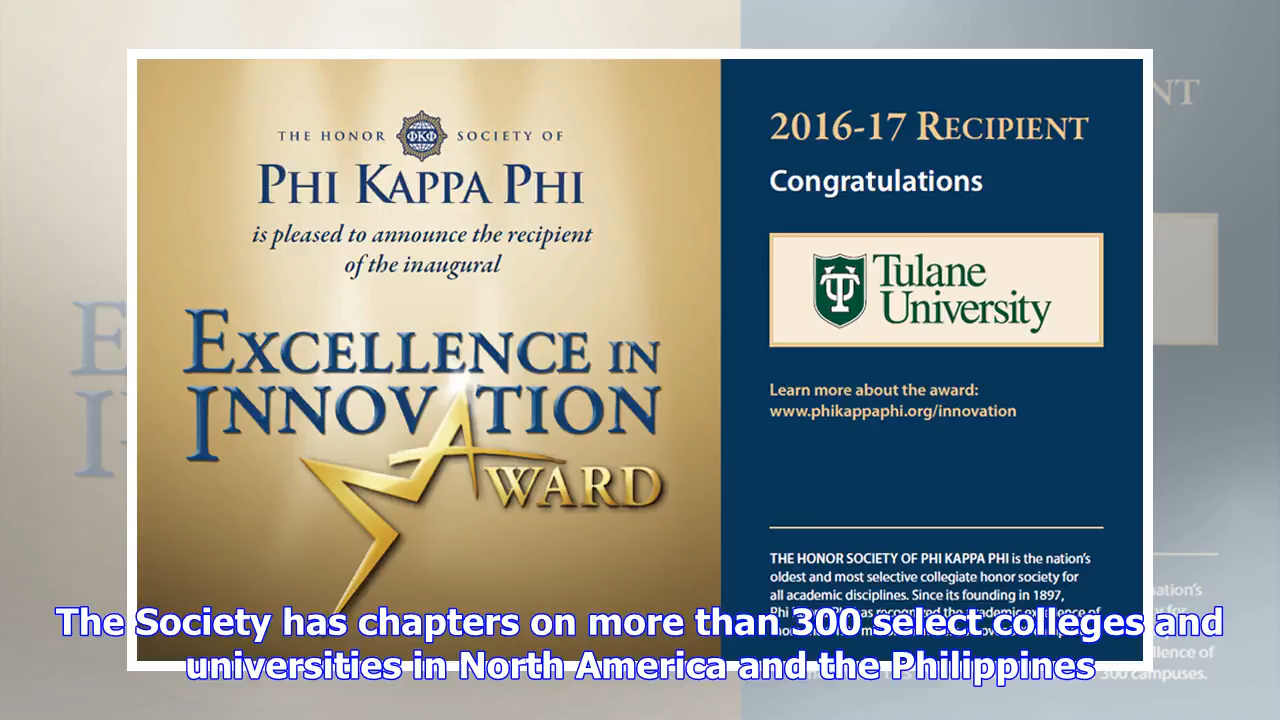 THE HONOR SOCIETY OF
ΦΚΦ
PHI KAPPA PHI
is pleased to announce the recipient
of the inaugural
EXCELLENCE IN
INNOVATION
AWARD
2016-17 RECIPIENT
Congratulations
Tulane
University
Learn more about the award:
www.phikappaphi.org/innovation
THE HONOR SOCIETY OF PHI KAPPA PHI is the nation's
oldest and most selective collegiate honor society for
all academic disciplines. Since its founding in 1897,
The Society has chapters on more than 300 select colleges and
universities in North America and the Philippines
300 campuses.